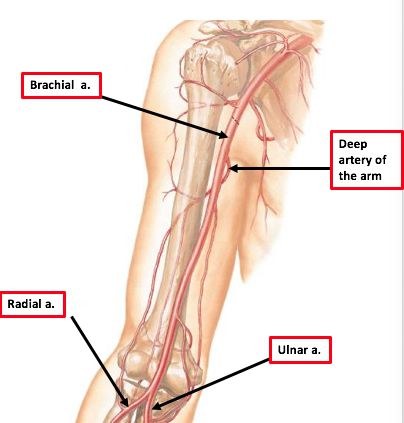 Brachial a.
Deep
artery of
the arm
Radial a.
Ulnar a.